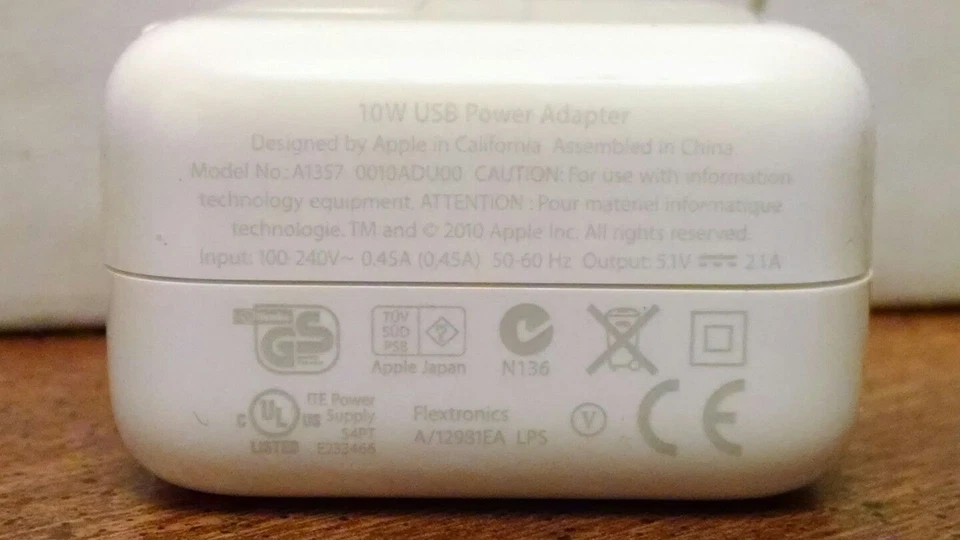 10W USB Power Adapter
Designed by Apple in California Assembled in China
Model No.: A1357 0010ADU00 CAUTION: For use with information
technology equipment. ATTENTION : Pour matériel informatique
technologie. TM and © 2010 Apple Inc. All rights reserved.
Input: 100-240V~ 0.45A (0,45A) 50-60 Hz Output: 5.1V 2.1A
GS
TÜV
SÜD
PSB
Apple Japan
N136
c UL us
LISTED
ITE Power
Supply
54PT
E233466
Flextronics
A/12981EA LPS
V
CE